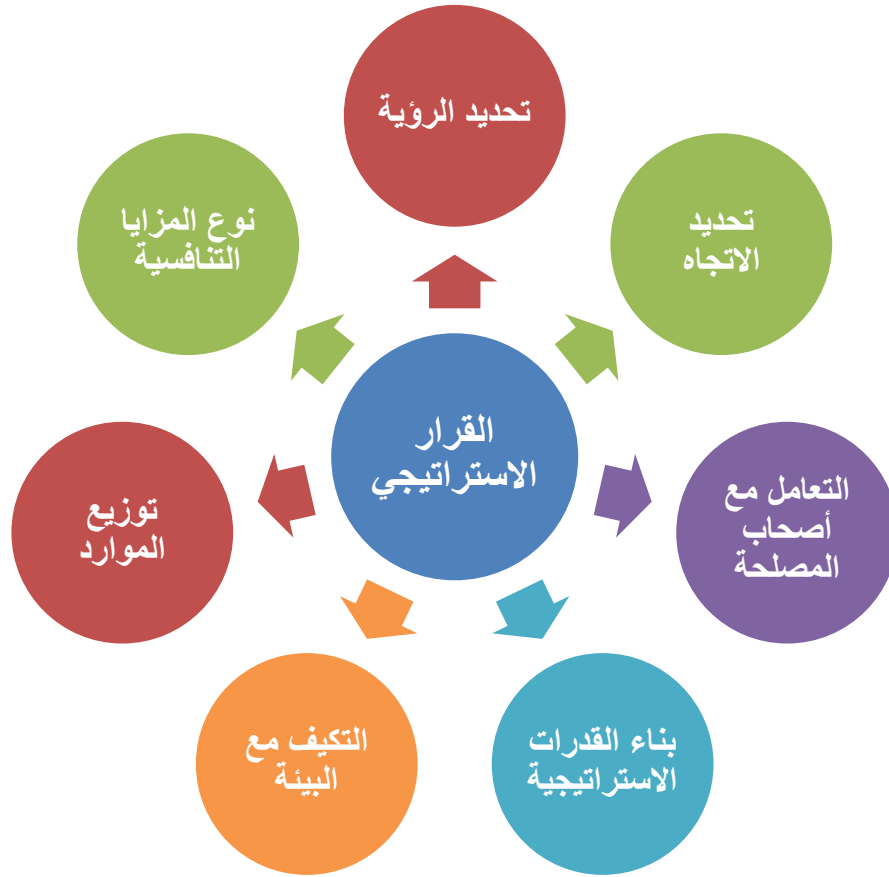 تحديد الرؤية
تحديد
الاتجاه
التعامل مع
أصحاب
المصلحة
بناء القدرات
الاستراتيجية
التكيف مع
البيئة
توزيع
الموارد
نوع المزايا
التنافسية
القرار
الاستراتيجي